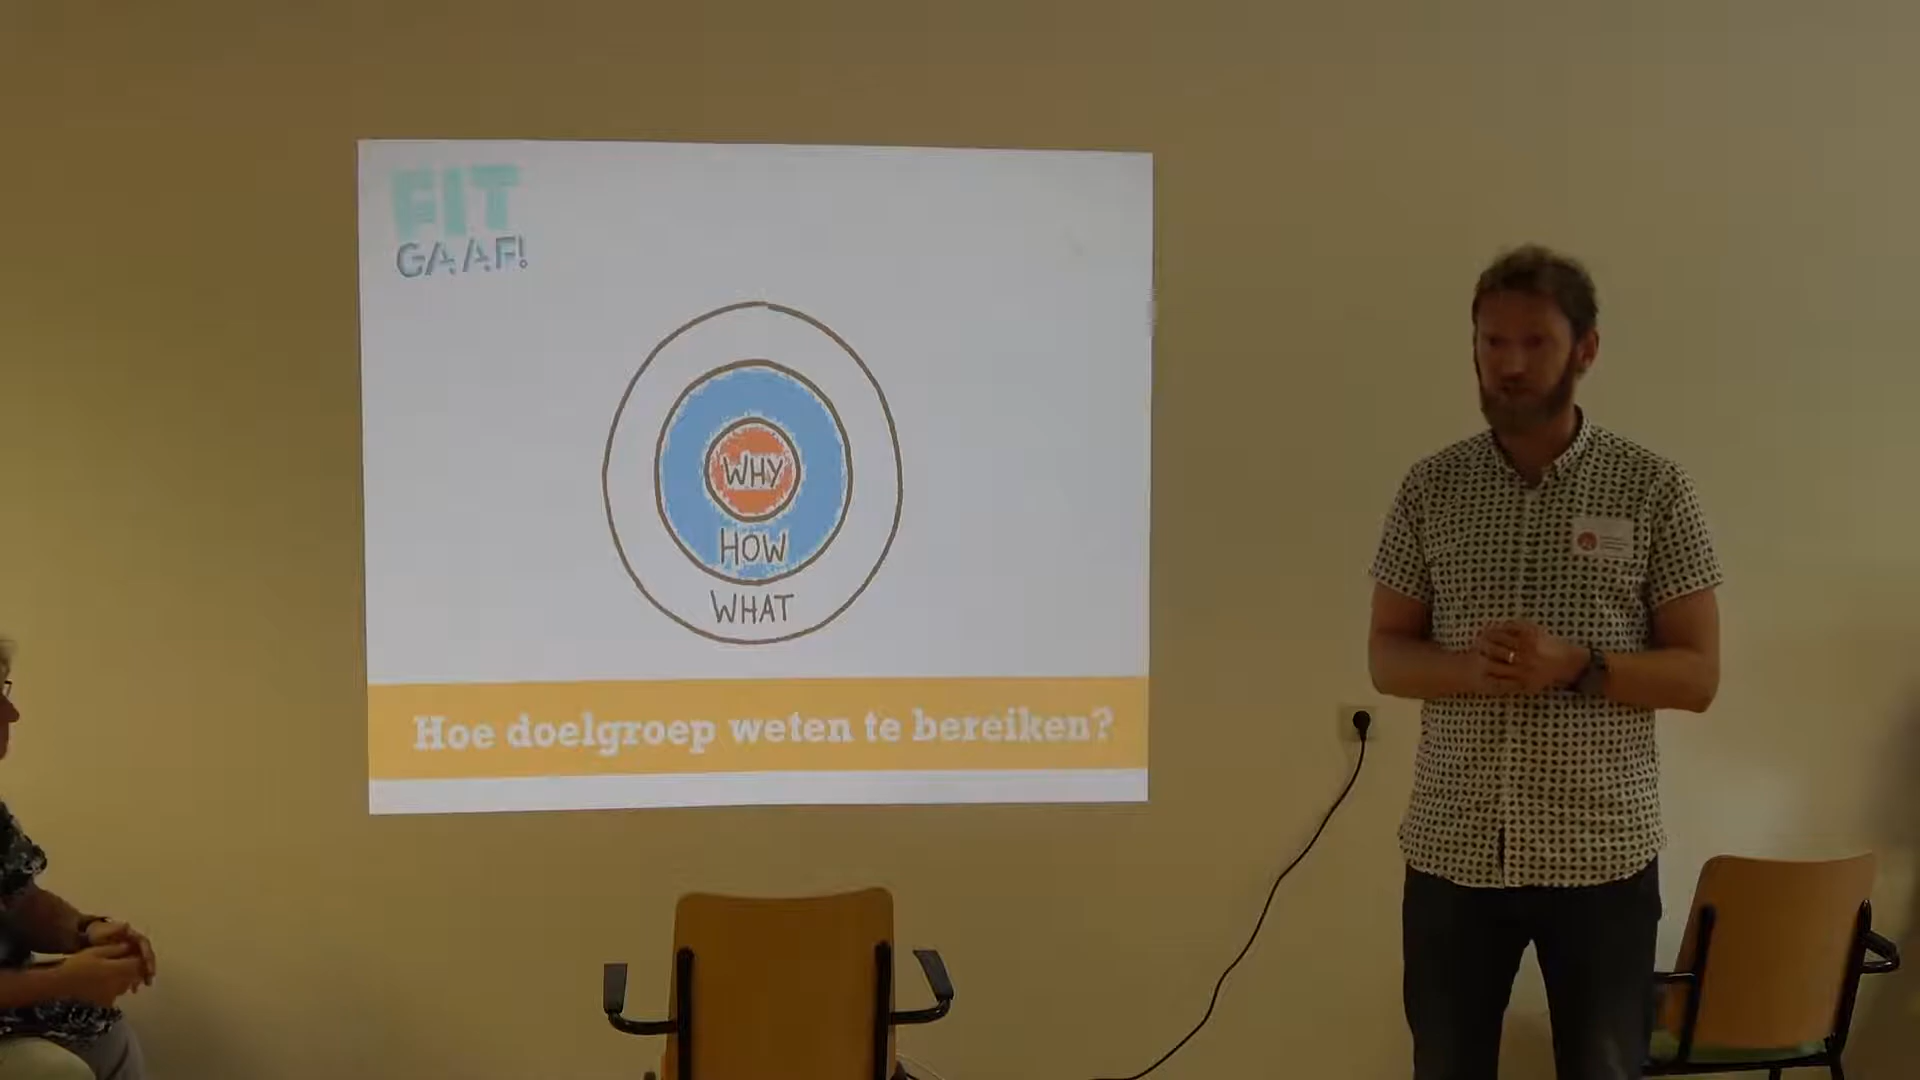 FIT
GAAF!
WHY
HOW
WHAT
Hoe doelgroep weten te bereiken?